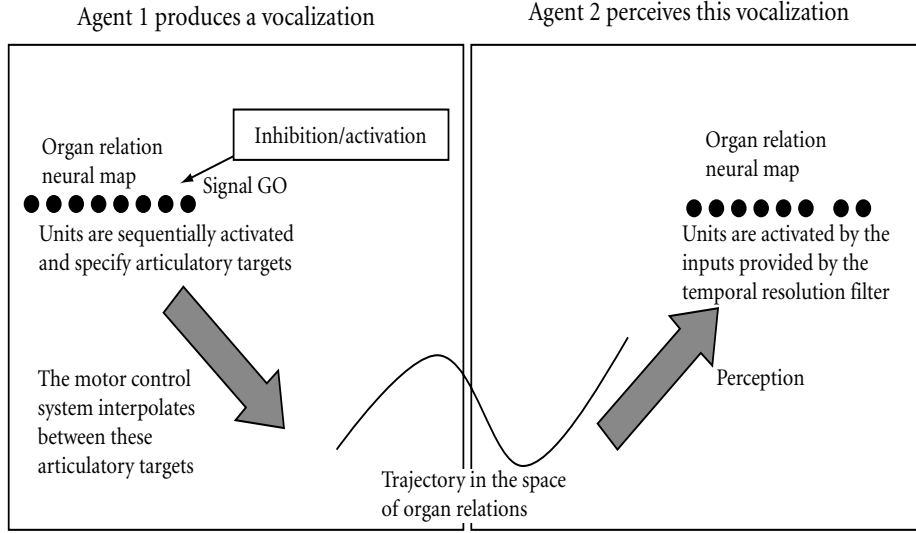 Agent 1 produces a vocalization
Agent 2 perceives this vocalization
Inhibition/activation
Organ relation
neural map
Signal GO
Units are sequentially activated
and specify articulatory targets
The motor control
system interpolates
between these
articulatory targets
Trajectory in the space
of organ relations
Organ relation
neural map
Units are activated by the
inputs provided by the
temporal resolution filter
Perception